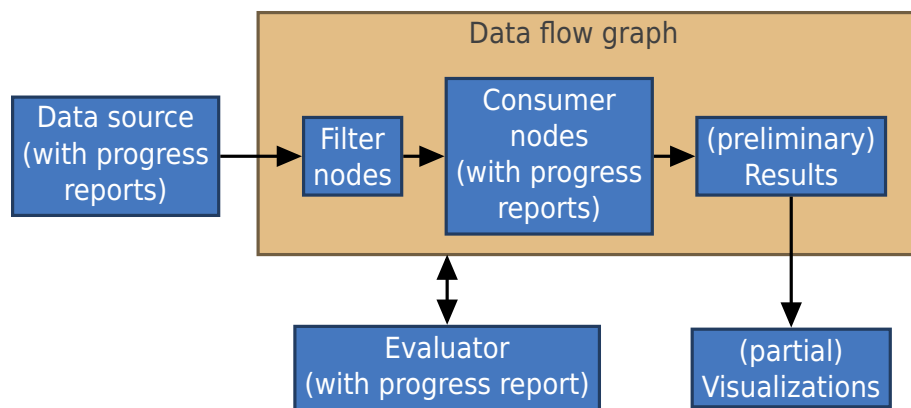 Data flow graph
Data source
(with progress
reports)
Filter
nodes
Consumer
nodes
(with progress
reports)
(preliminary)
Results
Evaluator
(with progress report)
(partial)
Visualizations